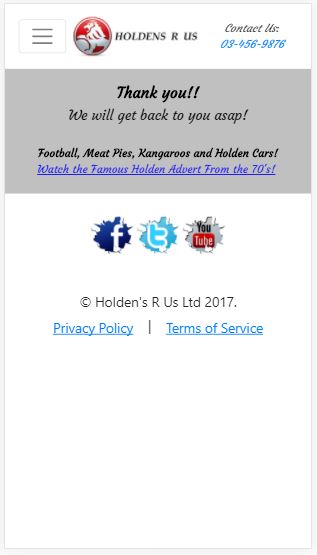 HOLDENS R US
Contact Us:
03-456-9876
Thank you!!
We will get back to you asap!
Football, Meat Pies, Kangaroos and Holden Cars!
Watch the Famous Holden Advert From the 70's!
f t You Tube
© Holden's R Us Ltd 2017.
Privacy Policy | Terms of Service